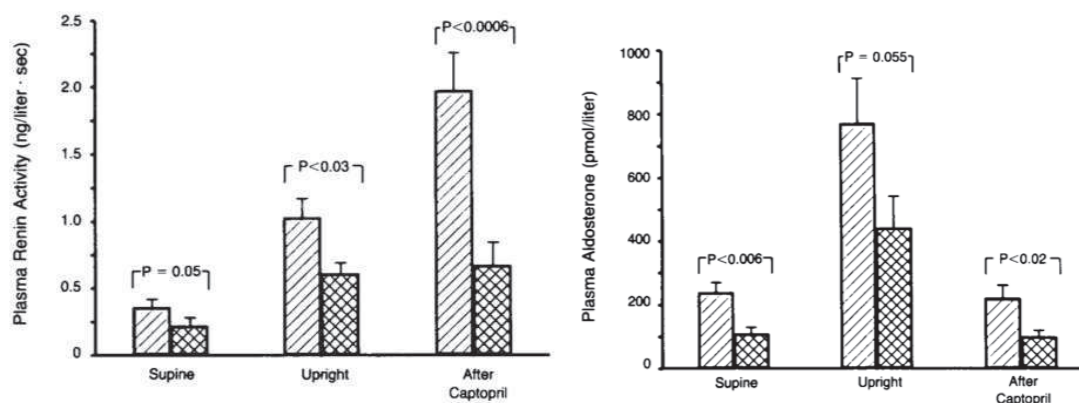 Plasma Renin Activity (ng/liter · sec)
2.5
2.0
1.5
1.0
0.5
0
P = 0.05
P<0.03
P<0.0006
Supine
Upright
After
Captopril
Plasma Aldosterone (pmol/liter)
1000
800
600
400
200
0
P<0.006
P = 0.055
P<0.02
Supine
Upright
After
Captopril